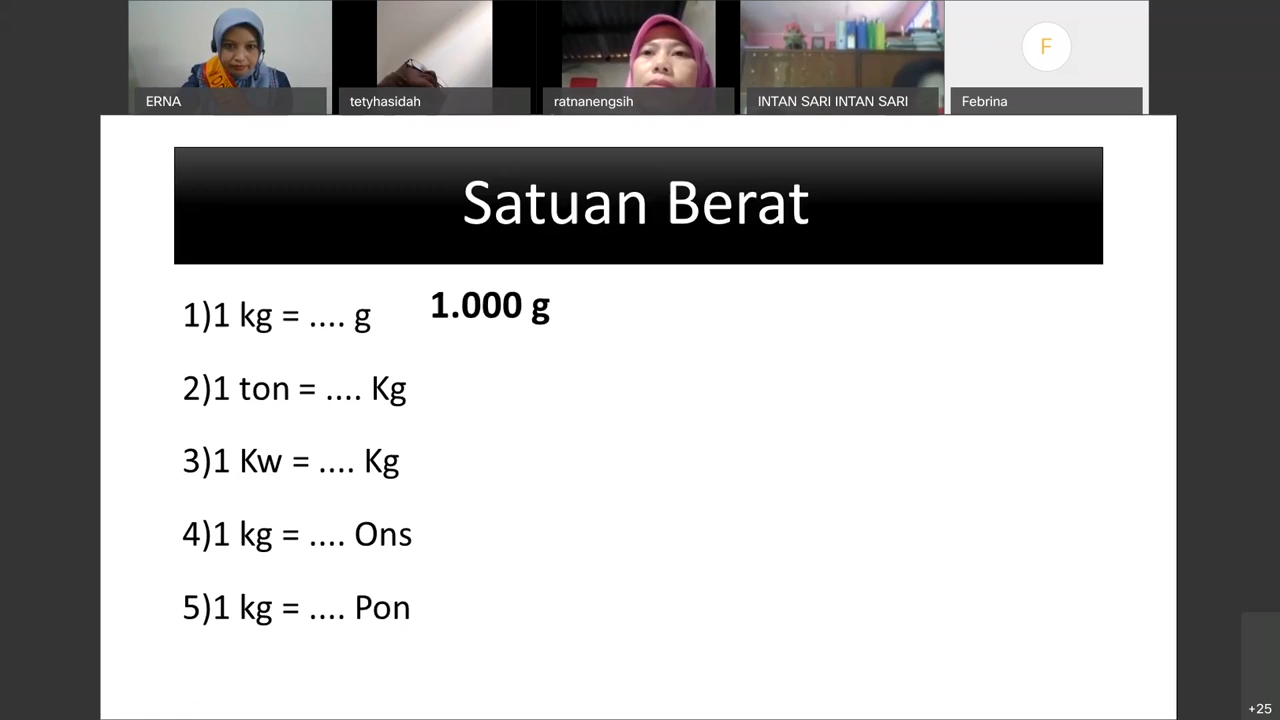 ERNA
tetyhasidah
ratnanengsih
INTAN SARI INTAN SARI
F
Febrina
Satuan Berat
1)1 kg = .... g 1.000 g
2)1 ton = .... Kg
3)1 Kw = .... Kg
4)1 kg = .... Ons
5)1 kg = .... Pon
+25